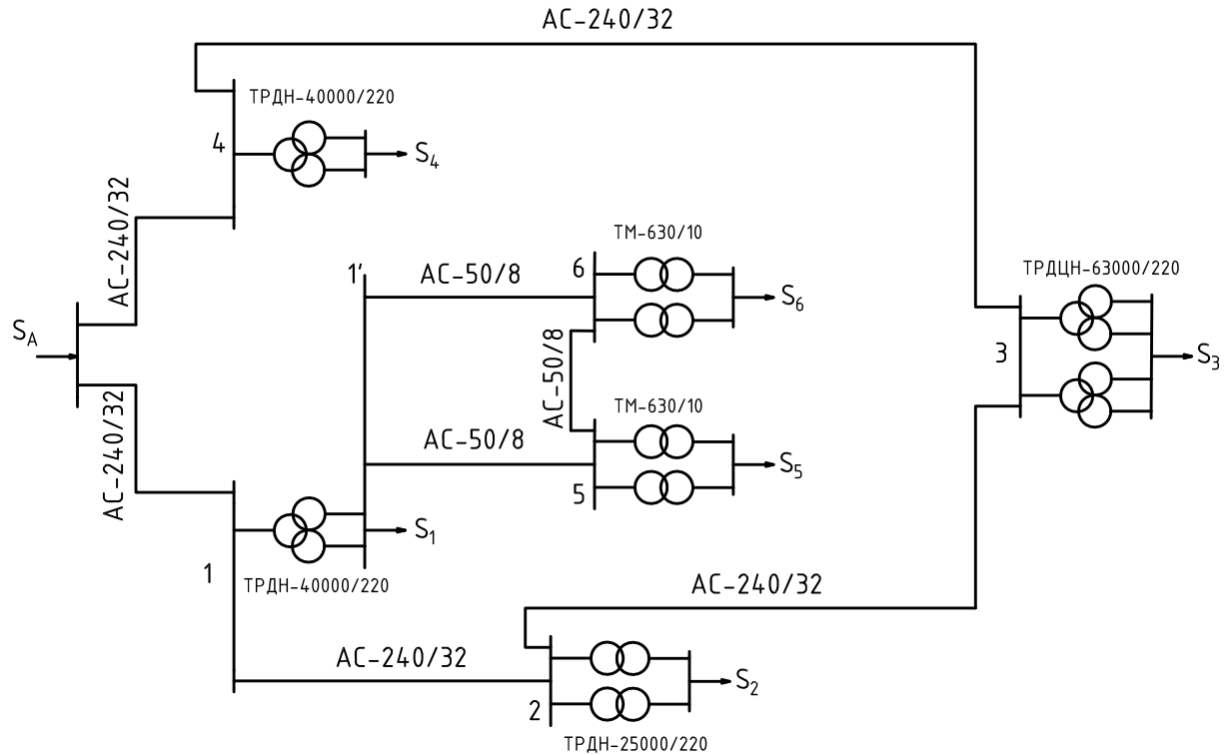 АС-240/32
ТРДН-40000/220
4
S₄
АС-240/32
ТМ-630/10
1'
АС-50/8
6
S₆
ТРДЦН-63000/220
S_A
АС-50/8
3
S₃
ТМ-630/10
АС-240/32
АС-50/8
5
S₅
S₁
1
ТРДН-40000/220
АС-240/32
АС-240/32
S₂
2
ТРДН-25000/220